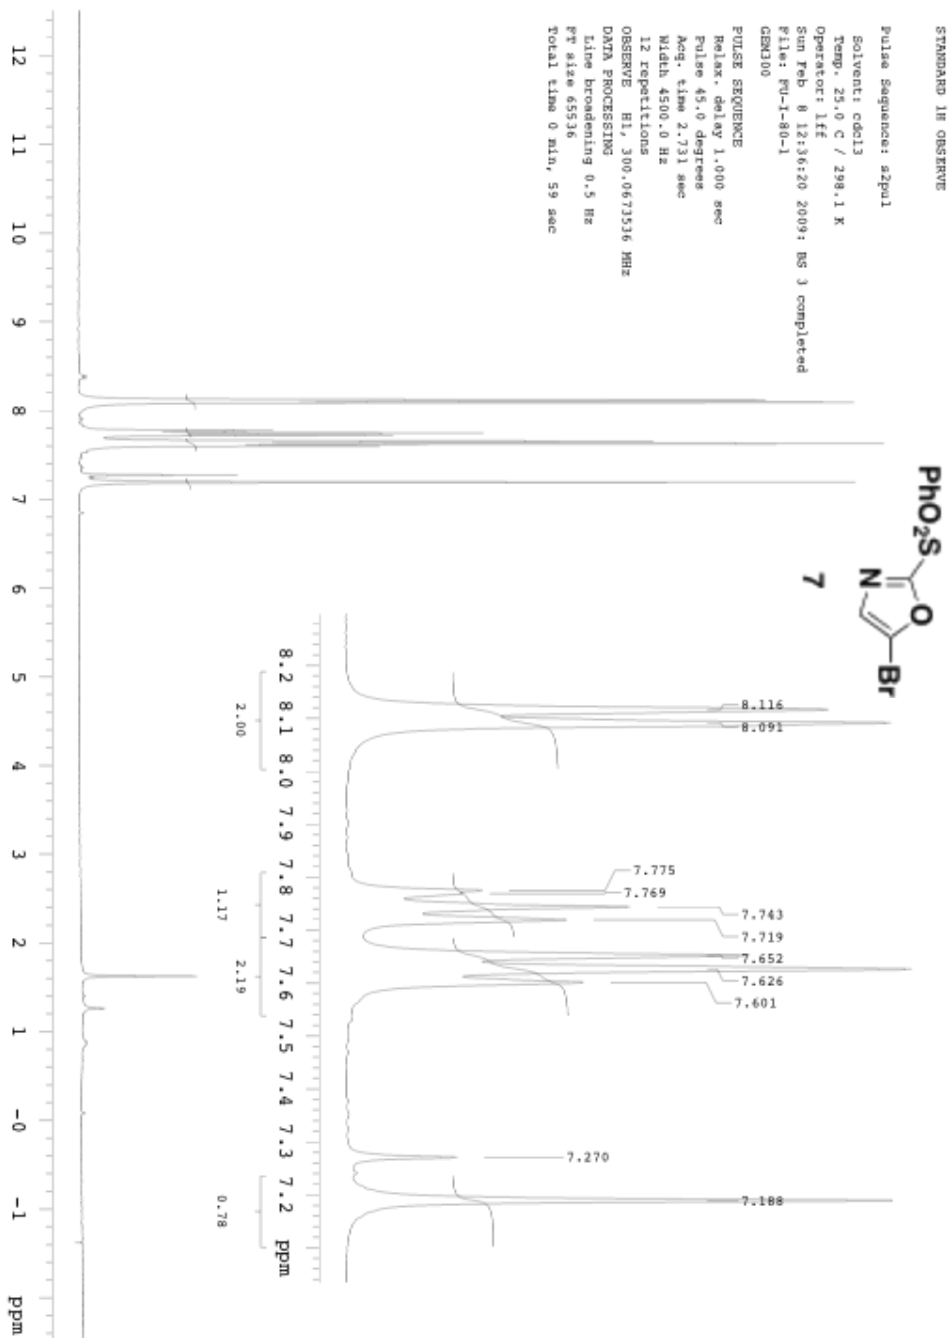 STANDARD 1H OBSERVE
Pulse Sequence: s2pul
Solvent: cdcl3
Temp. 25.0 C / 298.1 K
Operator: lff
Sun Feb 8 12:36:20 2009: BS 3 completed
File: FU-I-80-1
GEM300
PULSE SEQUENCE
Relax. delay 1.000 sec
Pulse 45.0 degrees
Acq. time 2.731 sec
Width 4500.0 Hz
12 repetitions
OBSERVE H1, 300.0673536 MHz
DATA PROCESSING
Line broadening 0.5 Hz
FT size 65536
Total time 0 min, 59 sec
PhO2S
N
O
Br
7
8.116
8.091
7.775
7.769
7.743
7.719
7.652
7.626
7.601
7.270
7.188
8.2 8.1 8.0 7.9 7.8 7.7 7.6 7.5 7.4 7.3 7.2 ppm
2.00
1.17
2.19
0.78
12 11 10 9 8 7 6 5 4 3 2 1 -0 -1 ppm